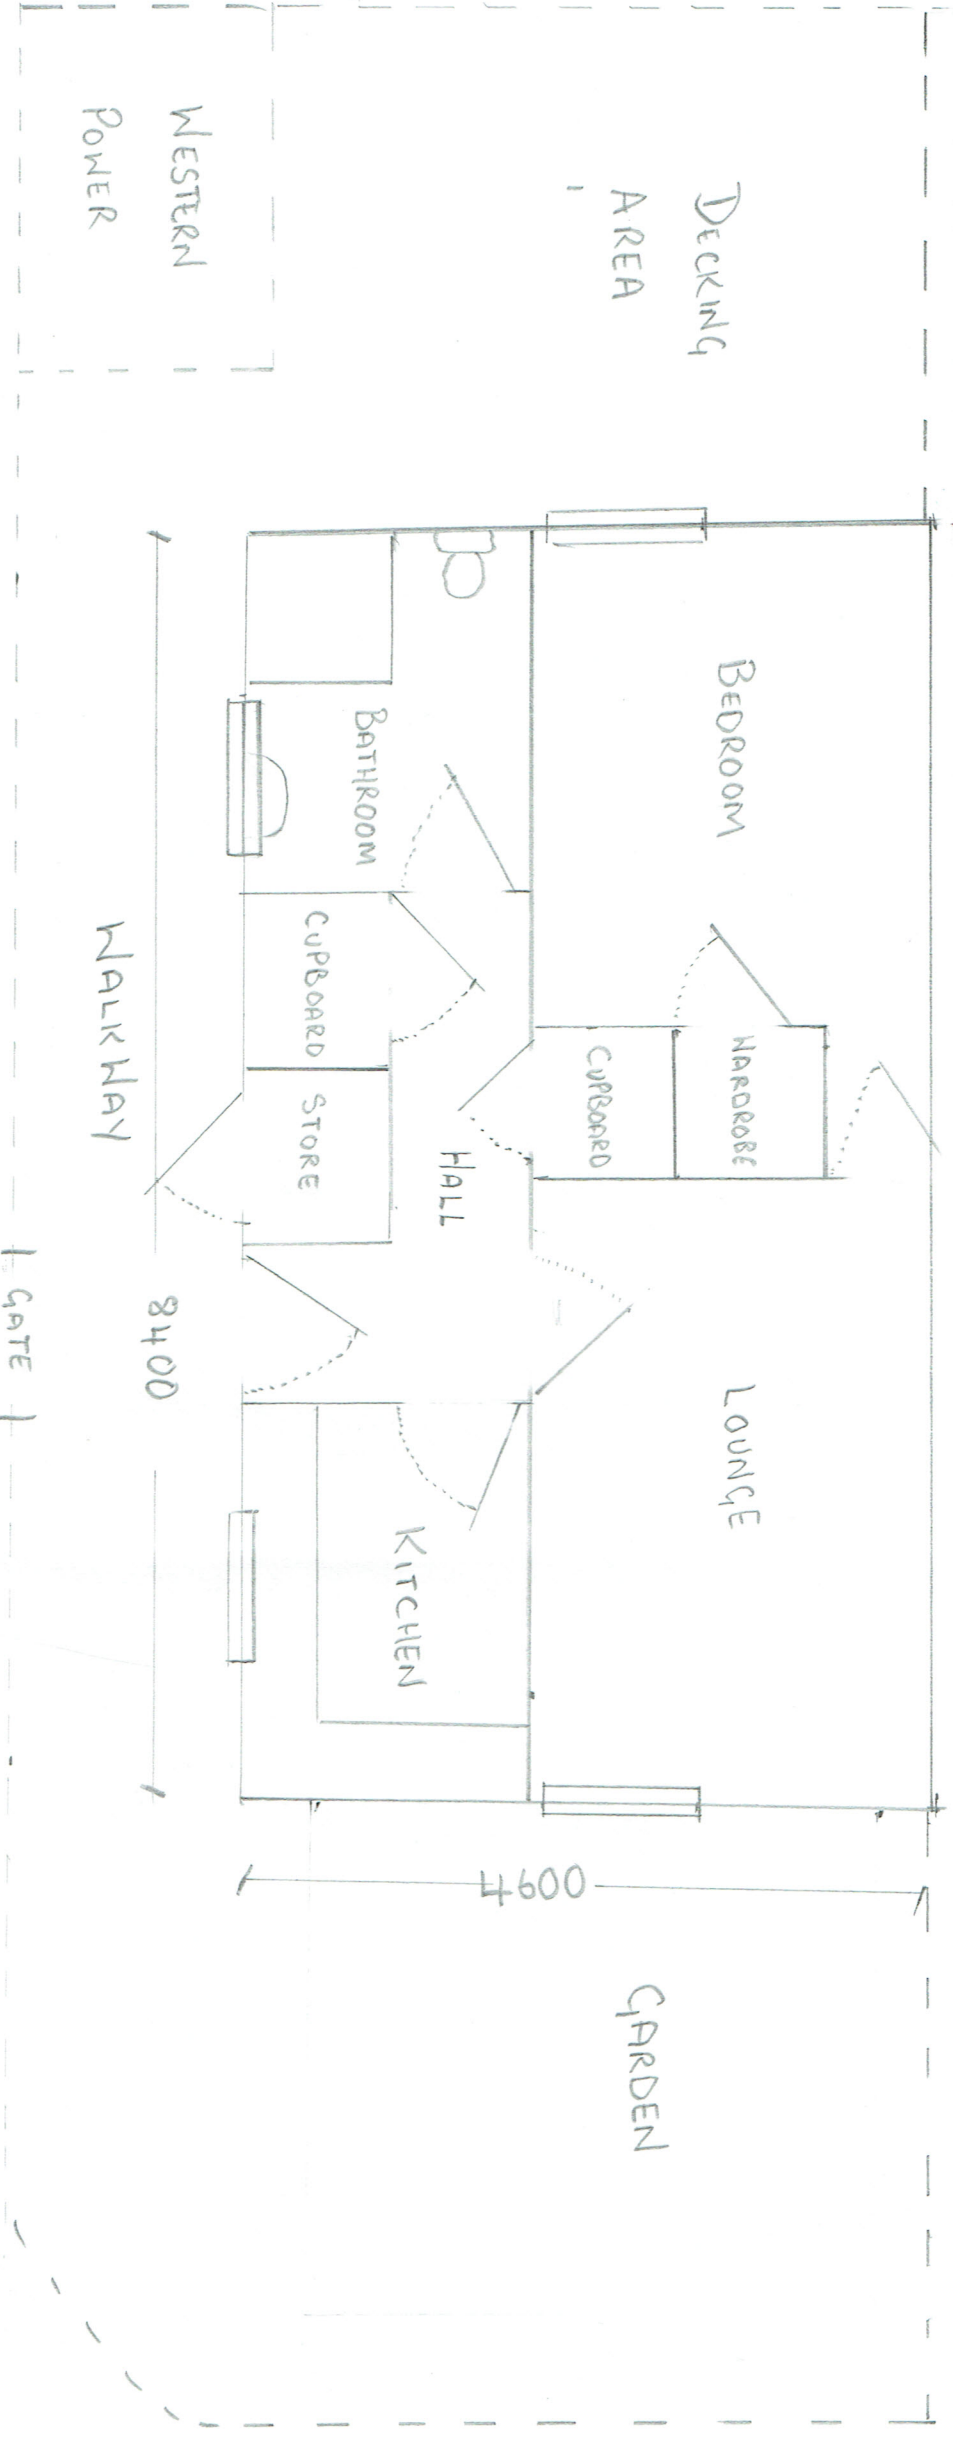 WESTERN
POWER
DECKING
AREA
BEDROOM
BATHROOM
CUPBOARD
STORE
HALL
CUPBOARD
WARDROBE
LOUNGE
KITCHEN
WALKWAY
8400
GATE
4600
GARDEN